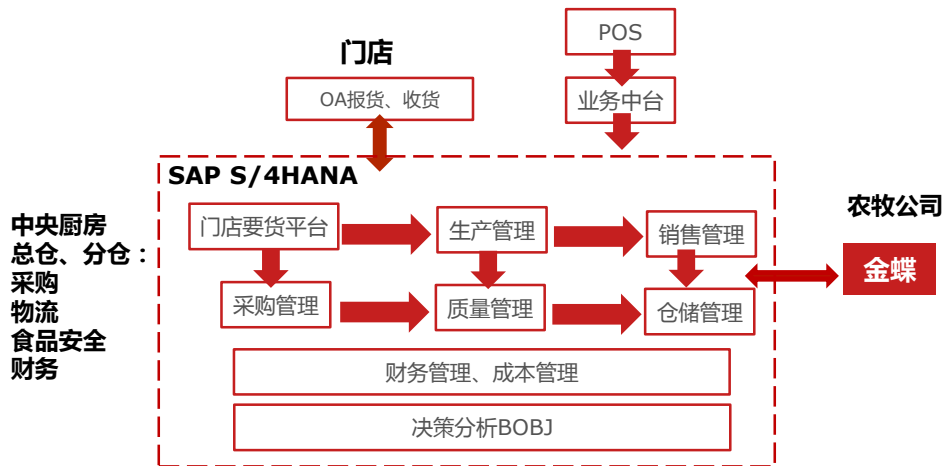 POS
门店
OA报货、收货
业务中台
SAP S/4HANA
门店要货平台
生产管理
销售管理
采购管理
质量管理
仓储管理
财务管理、成本管理
决策分析BOBJ
中央厨房
总仓、分仓：
采购
物流
食品安全
财务
农牧公司
金蝶